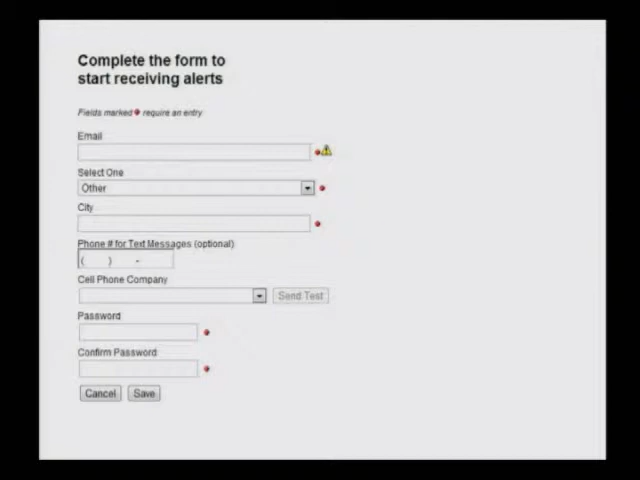 Complete the form to
start receiving alerts
Fields marked require an entry
Email
Select One
Other
City
Phone # for Text Messages (optional)
( ) -
Cell Phone Company
Send Test
Password
Confirm Password
Cancel Save